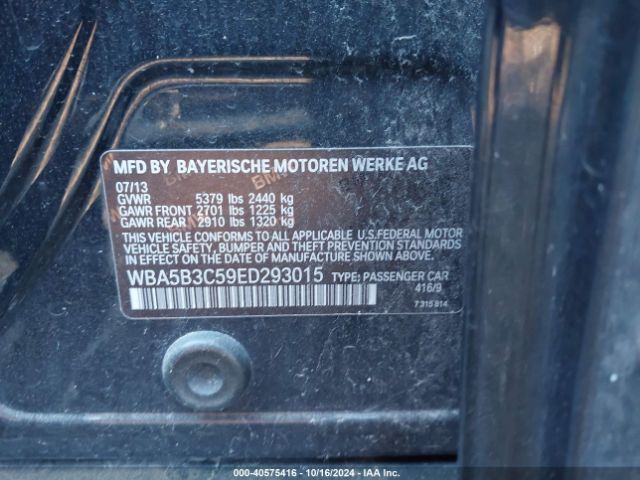 MFD BY BAYERISCHE MOTOREN WERKE AG
07/13
GVWR 5379 lbs 2440 kg
GAWR FRONT 2701 lbs 1225 kg
GAWR REAR 2910 lbs 1320 kg
THIS VEHICLE CONFORMS TO ALL APPLICABLE U.S.FEDERAL MOTOR
VEHICLE SAFETY, BUMPER AND THEFT PREVENTION STANDARDS
IN EFFECT ON THE DATE OF MANUFACTURE SHOWN ABOVE.
WBA5B3C59ED293015 TYPE: PASSENGER CAR
416/9
7 315 814
000-40575416 - 10/16/2024 - IAA Inc.